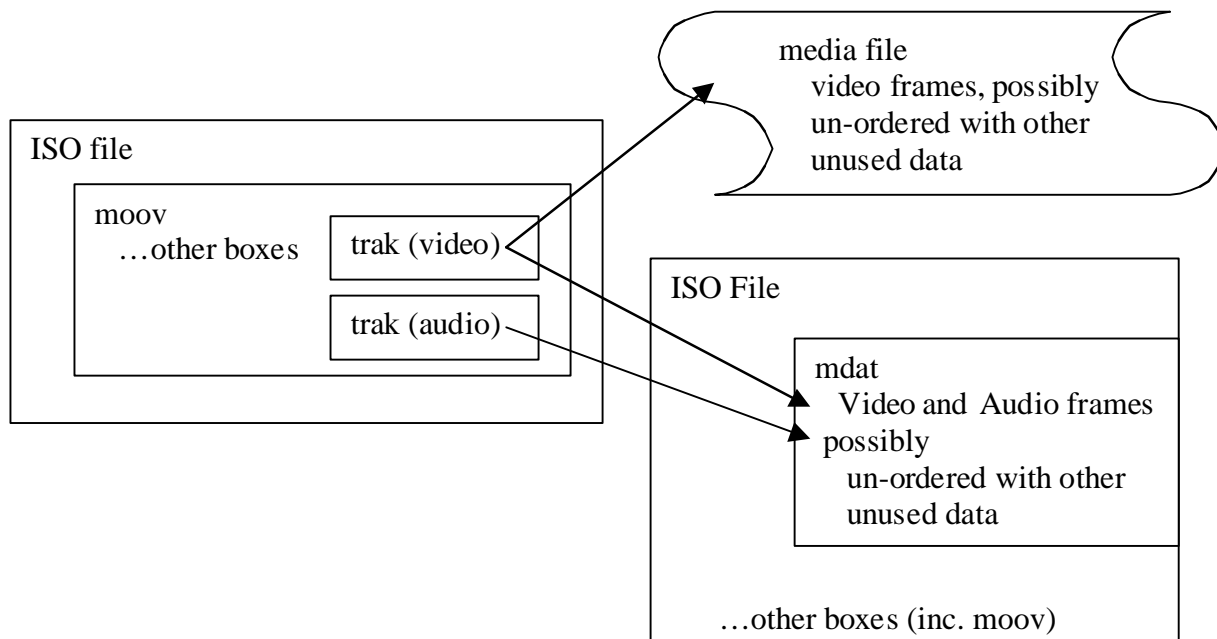 media file
video frames, possibly
un-ordered with other
unused data
ISO file
moov
…other boxes
trak (video)
trak (audio)
ISO File
mdat
Video and Audio frames
possibly
un-ordered with other
unused data
…other boxes (inc. moov)